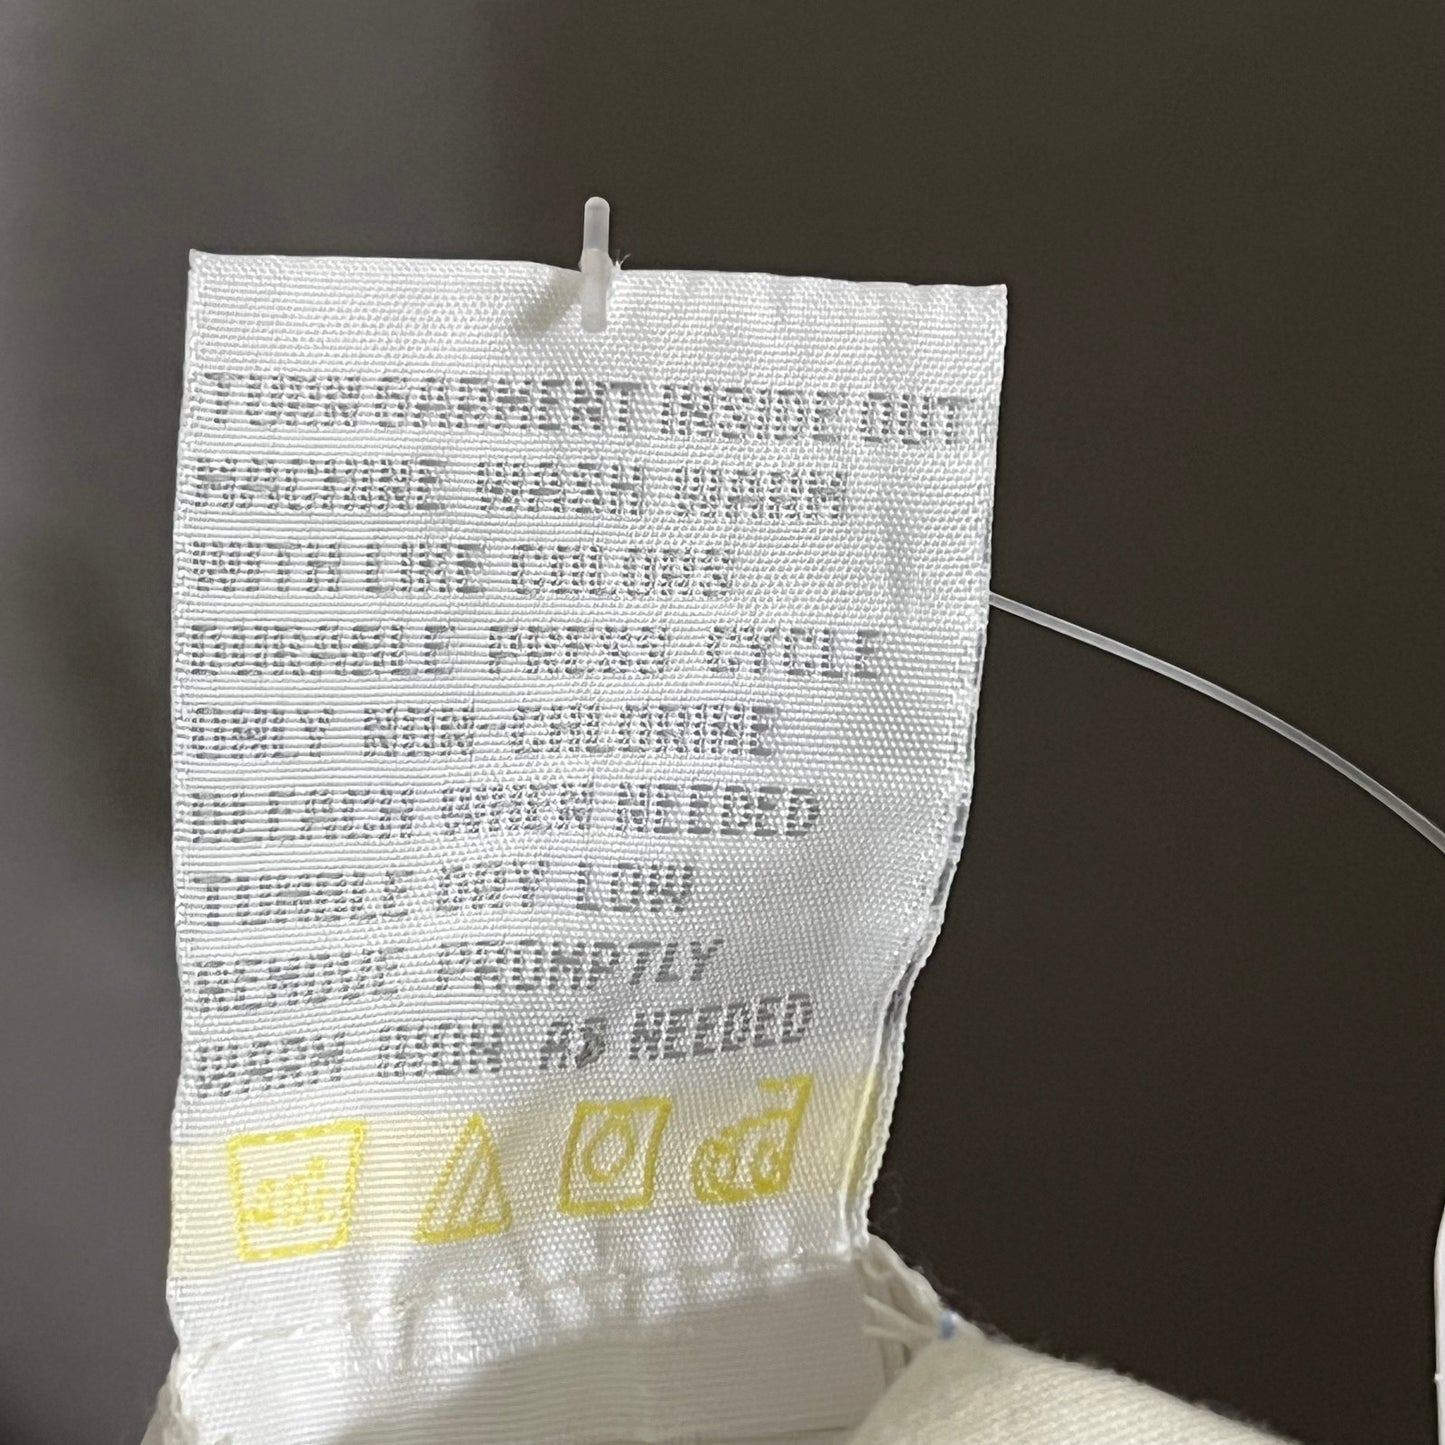 TURN GARMENT INSIDE OUT
MACHINE WASH WARM
WITH LIKE COLORS
DURABLE PRESS CYCLE
ONLY NON-CHLORINE
BLEACH WHEN NEEDED
TUMBLE DRY LOW
REMOVE PROMPTLY
WARM IRON AS NEEDED